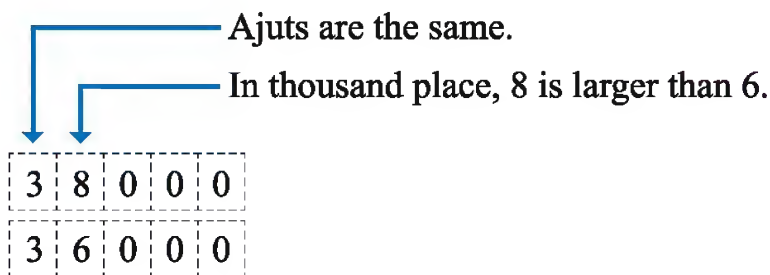 Ajuts are the same.
In thousand place, 8 is larger than 6.
3 8 0 0 0
3 6 0 0 0